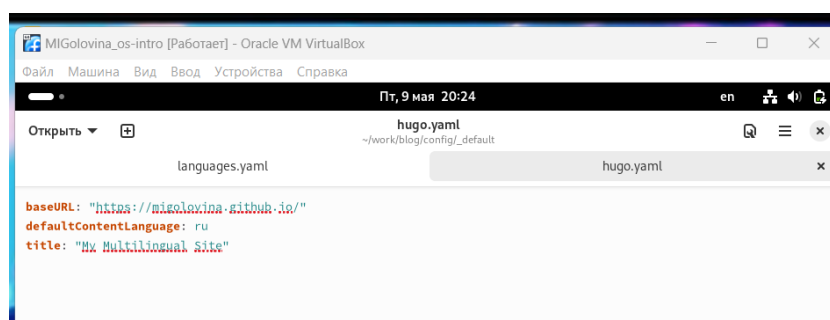 MIGolovina_os-intro [Работает] - Oracle VM VirtualBox
Файл Машина Вид Ввод Устройства Справка
Пт, 9 мая 20:24 en
Открыть hugo.yaml
~/work/blog/config/_default
languages.yaml hugo.yaml
baseURL: "https://migolovina.github.io/"
defaultContentLanguage: ru
title: "My Multilingual Site"